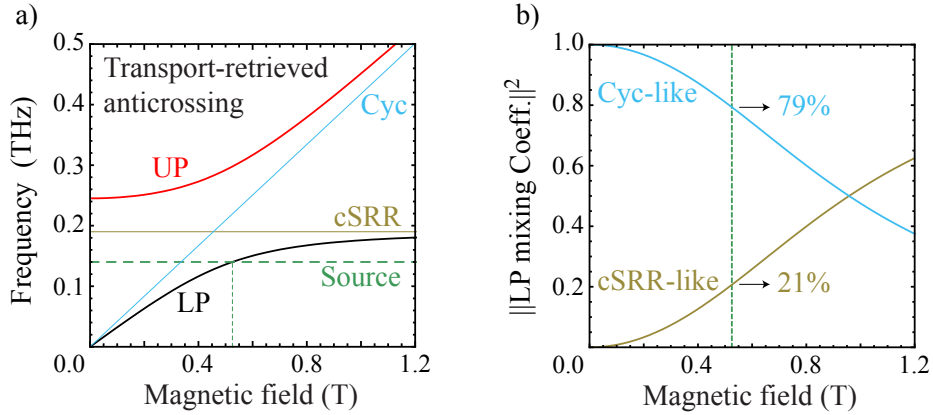 a)
0.5
0.4
0.3
0.2
0.1
0.0
0.4
0.8
1.2
Frequency (THz)
Magnetic field (T)
Transport-retrieved
anticrossing
Cyc
UP
cSRR
Source
LP
b)
1.0
0.8
0.6
0.4
0.2
0.0
0.4
0.8
1.2
||LP mixing Coeff.||²
Magnetic field (T)
Cyc-like
79%
cSRR-like
21%